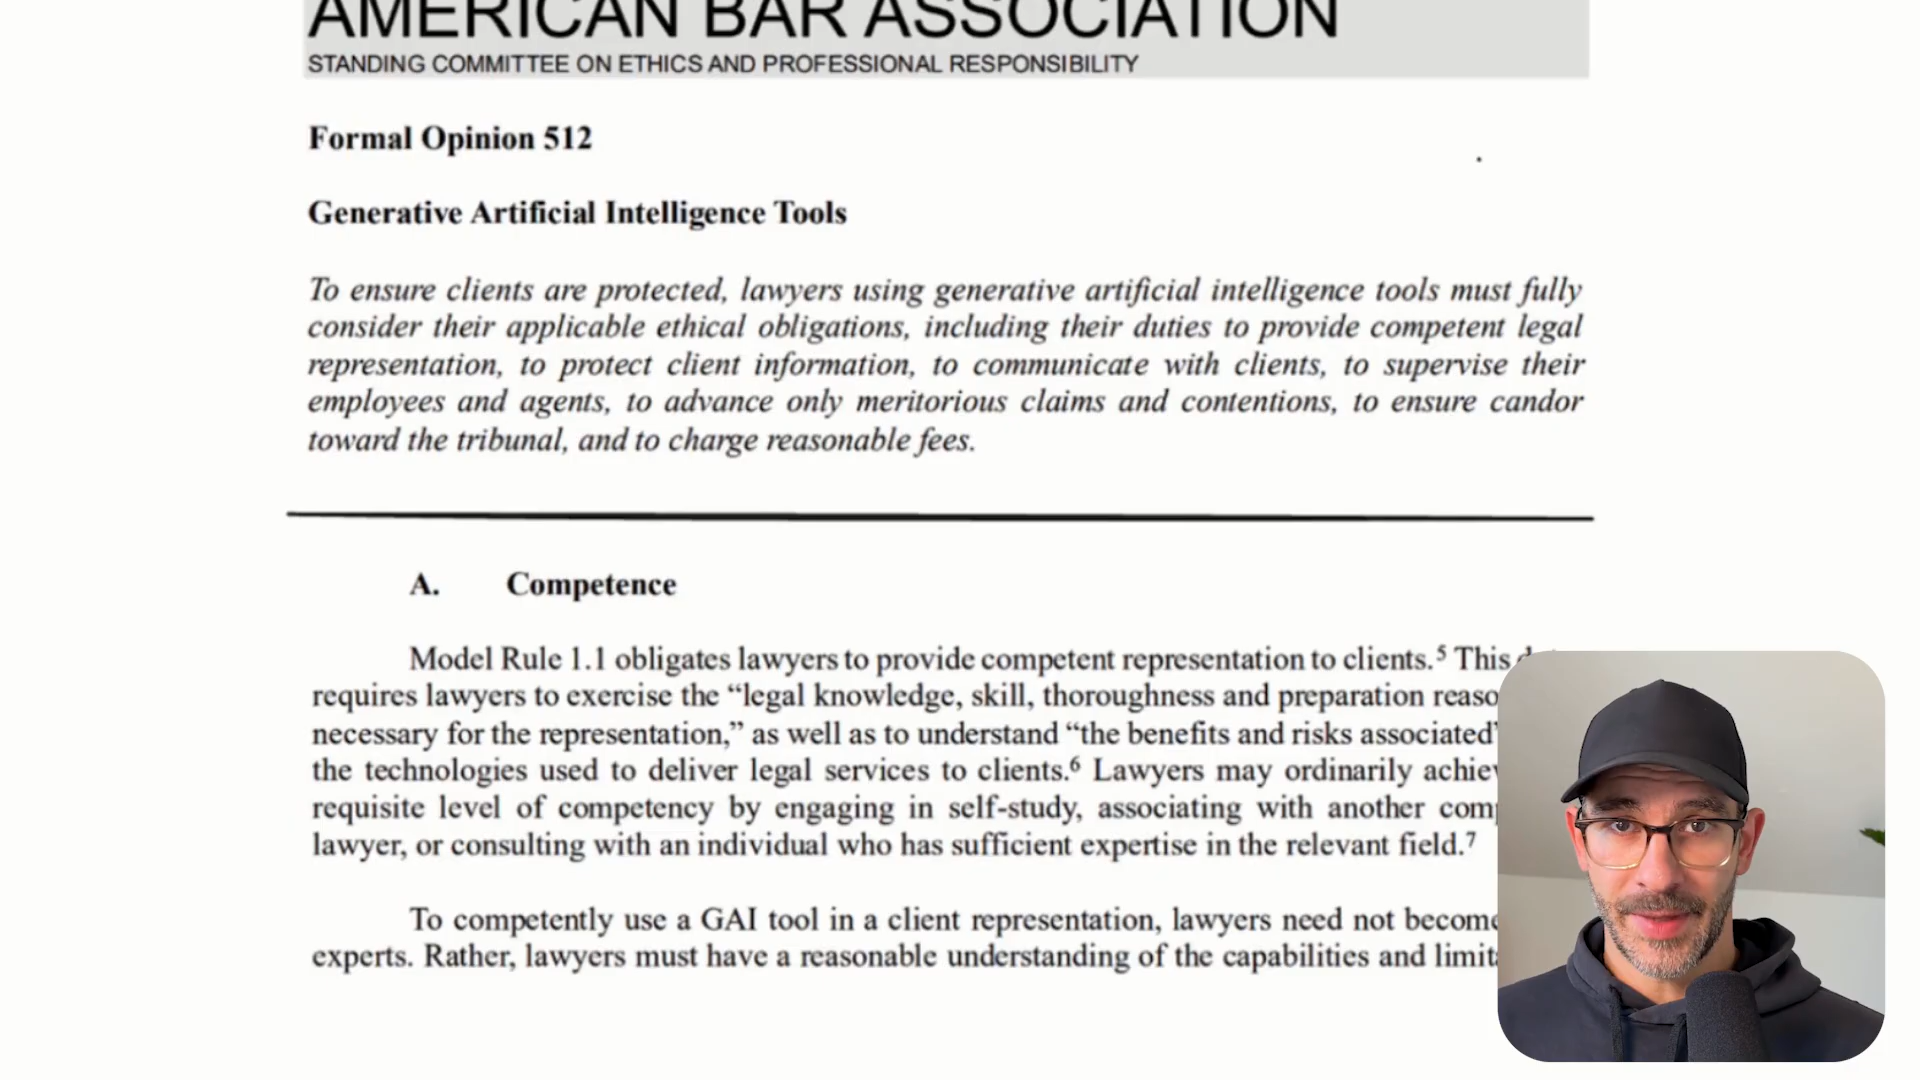 AMERICAN BAR ASSOCIATION
STANDING COMMITTEE ON ETHICS AND PROFESSIONAL RESPONSIBILITY
Formal Opinion 512
Generative Artificial Intelligence Tools
To ensure clients are protected, lawyers using generative artificial intelligence tools must fully
consider their applicable ethical obligations, including their duties to provide competent legal
representation, to protect client information, to communicate with clients, to supervise their
employees and agents, to advance only meritorious claims and contentions, to ensure candor
toward the tribunal, and to charge reasonable fees.
A. Competence
Model Rule 1.1 obligates lawyers to provide competent representation to clients.⁵ This
requires lawyers to exercise the “legal knowledge, skill, thoroughness and preparation reaso
necessary for the representation,” as well as to understand “the benefits and risks associated”
the technologies used to deliver legal services to clients.⁶ Lawyers may ordinarily achie
requisite level of competency by engaging in self-study, associating with another com
lawyer, or consulting with an individual who has sufficient expertise in the relevant field.⁷
To competently use a GAI tool in a client representation, lawyers need not become
experts. Rather, lawyers must have a reasonable understanding of the capabilities and limit